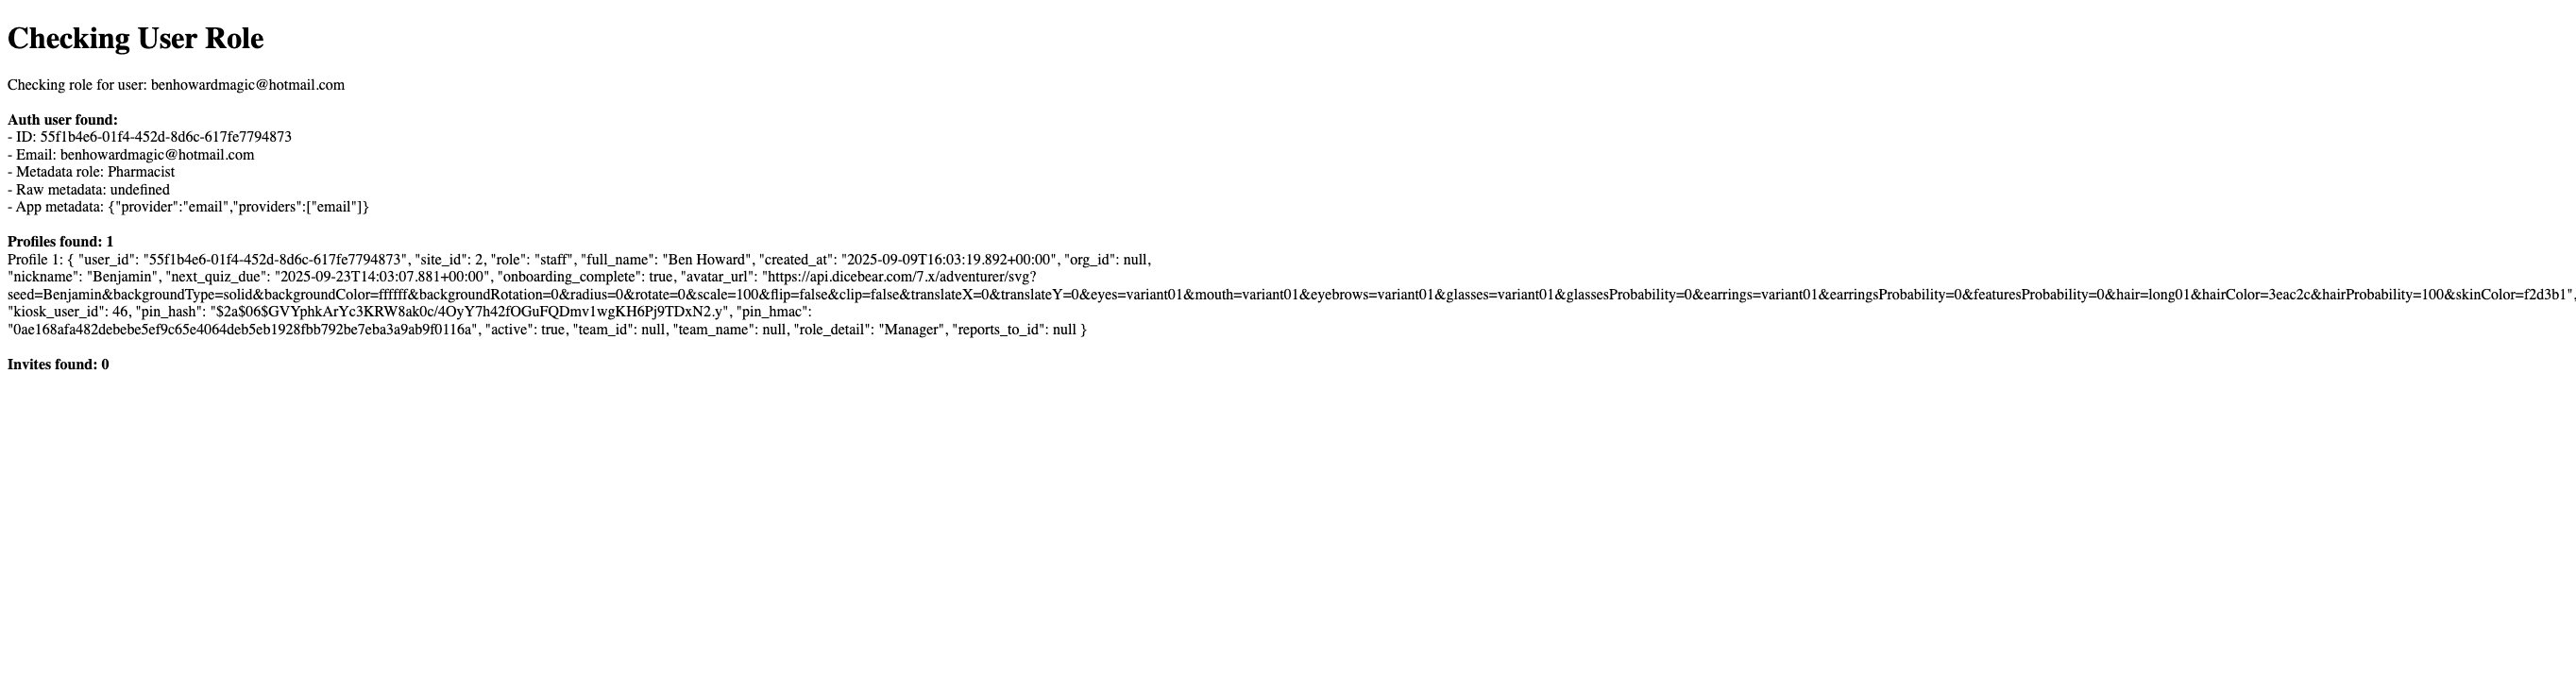 Checking User Role
Checking role for user: benhowardmagic@hotmail.com
Auth user found:
- ID: 55f1b4e6-01f4-452d-8d6c-617fe7794873
- Email: benhowardmagic@hotmail.com
- Metadata role: Pharmacist
- Raw metadata: undefined
- App metadata: {"provider":"email","providers":["email"]}
Profiles found: 1
Profile 1: { "user_id": "55f1b4e6-01f4-452d-8d6c-617fe7794873", "site_id": 2, "role": "staff", "full_name": "Ben Howard", "created_at": "2025-09-09T16:03:19.892+00:00", "org_id": null,
"nickname": "Benjamin", "next_quiz_due": "2025-09-23T14:03:07.881+00:00", "onboarding_complete": true, "avatar_url": "https://api.dicebear.com/7.x/adventurer/svg?
seed=Benjamin&backgroundType=solid&backgroundColor=ffffff&backgroundRotation=0&radius=0&rotate=0&scale=100&flip=false&clip=false&translateX=0&translateY=0&eyes=variant01&mouth=variant01&eyebrows=variant01&glasses=variant01&glassesProbability=0&earrings=variant01&earringsProbability=0&featuresProbability=0&hair=long01&hairColor=3eac2c&hairProbability=100&skinColor=f2d3b1",
"kiosk_user_id": 46, "pin_hash": "$2a$06$GVYphkArYc3KRW8ak0c/4OyY7h42fOGuFQDmv1wgKH6Pj9TDxN2.y", "pin_hmac":
"0ae168afa482debebe5ef9c65e4064deb5eb1928fbb792be7eba3a9ab9f0116a", "active": true, "team_id": null, "team_name": null, "role_detail": "Manager", "reports_to_id": null }
Invites found: 0